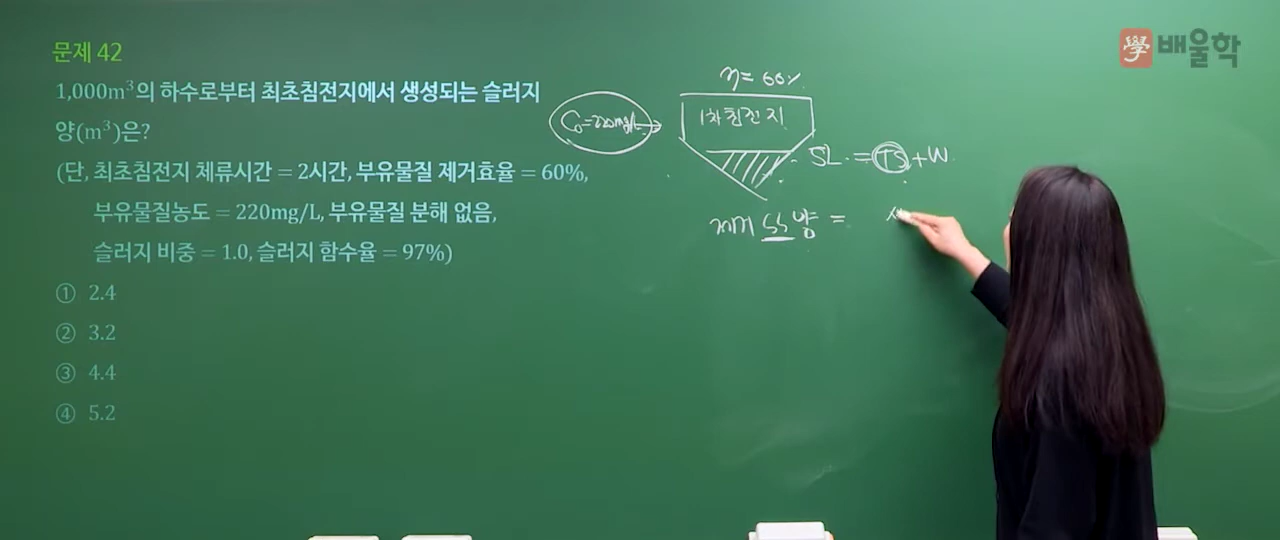 문제 42
學 배울학
1,000m³의 하수로부터 최초침전지에서 생성되는 슬러지
양(m³)은?
(단, 최초침전지 체류시간 = 2시간, 부유물질 제거효율 = 60%,
부유물질농도 = 220mg/L, 부유물질 분해 없음,
슬러지 비중 = 1.0, 슬러지 함수율 = 97%)
① 2.4
② 3.2
③ 4.4
④ 5.2
η = 60%
C₀=220mg/L
1차침전지
SL = TS + W
제거 SS 양 =